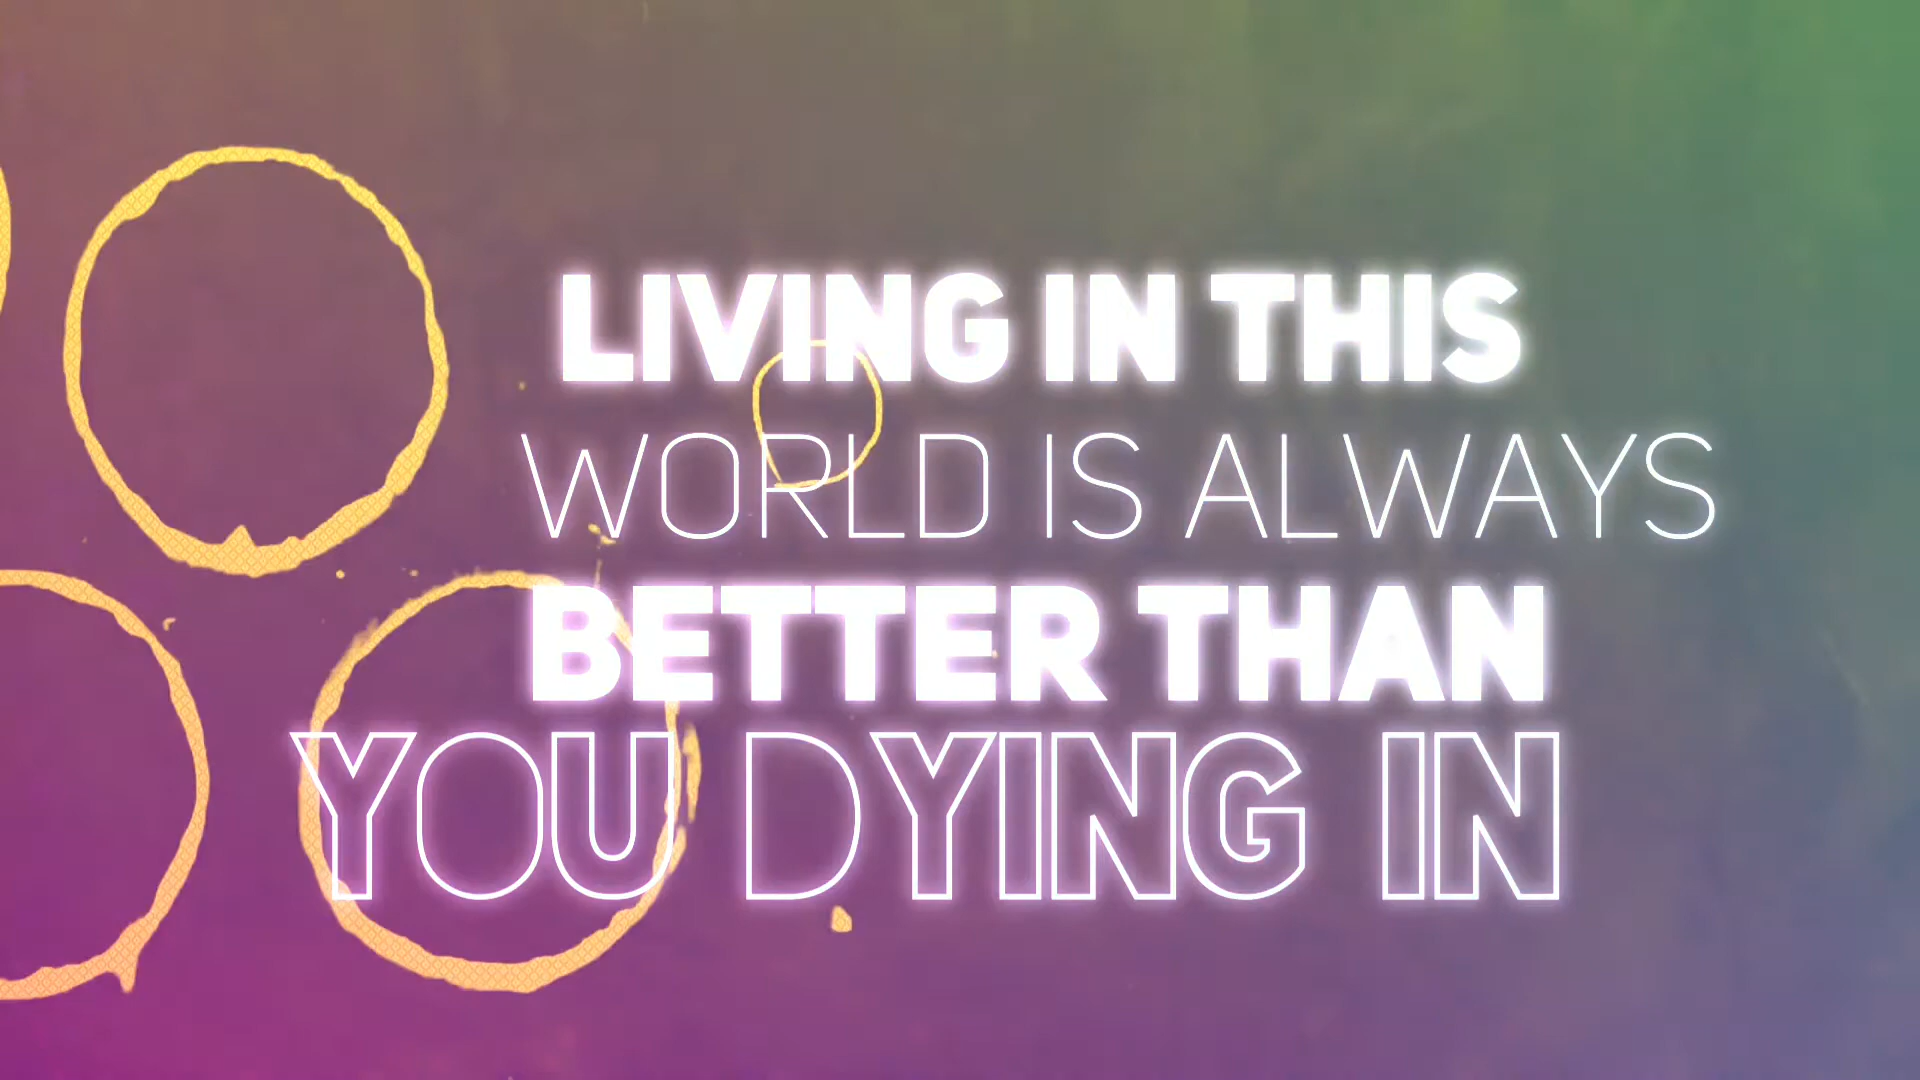 LIVING IN THIS
WORLD IS ALWAYS
BETTER THAN
YOU DYING IN